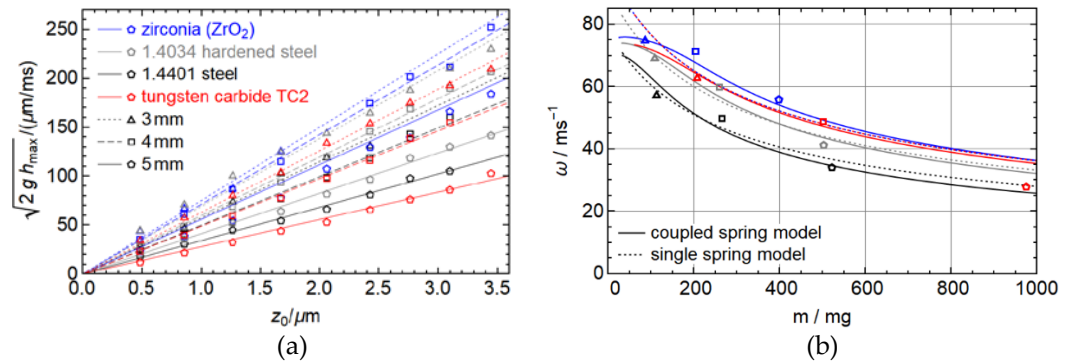 250
200
150
100
50
0
√2 g hmax/(μm/ms)
zirconia (ZrO₂)
1.4034 hardened steel
1.4401 steel
tungsten carbide TC2
3 mm
4 mm
5 mm
0.0 0.5 1.0 1.5 2.0 2.5 3.0 3.5
z₀/μm
(a)
80
60
40
20
0
ω / ms⁻¹
coupled spring model
single spring model
0 200 400 600 800 1000
m / mg
(b)